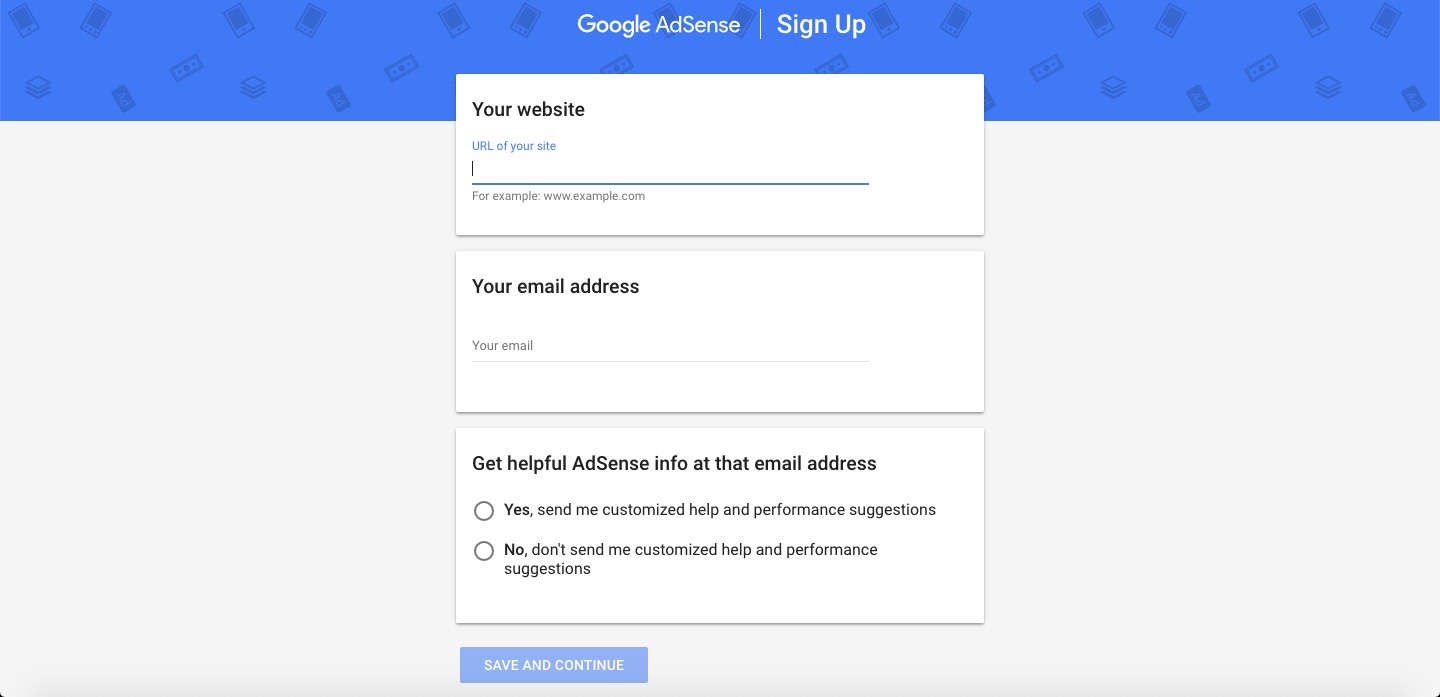 Google AdSense | Sign Up
Your website
URL of your site
For example: www.example.com
Your email address
Your email
Get helpful AdSense info at that email address
Yes, send me customized help and performance suggestions
No, don't send me customized help and performance
suggestions
SAVE AND CONTINUE